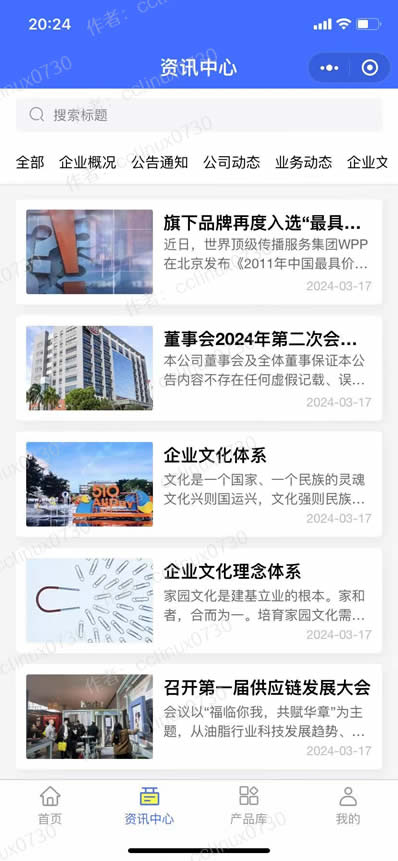 20:24
资讯中心
搜索标题
全部 企业概况 公告通知 公司动态 业务动态 企业文
旗下品牌再度入选“最具...
近日，世界顶级传播服务集团WPP
在北京发布《2011年中国最具价...
2024-03-17
董事会2024年第二次会...
本公司董事会及全体董事保证本公
告内容不存在任何虚假记载、误...
2024-03-17
企业文化体系
文化是一个国家、一个民族的灵魂
文化兴则国运兴，文化强则民族...
2024-03-17
企业文化理念体系
家园文化是建基立业的根本。家和
者，合而为一。培育家园文化需...
2024-03-17
召开第一届供应链发展大会
会议以“福临你我，共赋华章”为主
题，从油脂行业科技发展趋势、...
2024-03-17
首页 资讯中心 产品库 我的
作者：cclinux0730